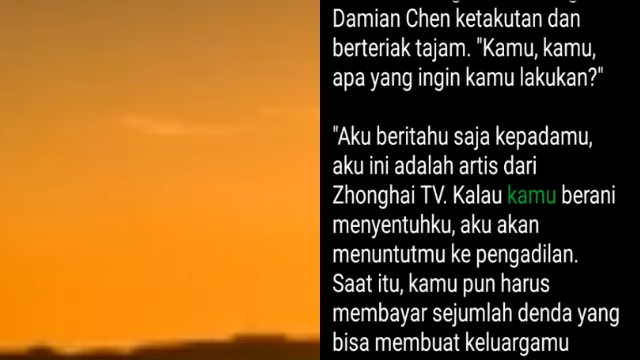 Damian Chen ketakutan dan
berteriak tajam. "Kamu, kamu,
apa yang ingin kamu lakukan?"
"Aku beritahu saja kepadamu,
aku ini adalah artis dari
Zhonghai TV. Kalau kamu berani
menyentuhku, aku akan
menuntutmu ke pengadilan.
Saat itu, kamu pun harus
membayar sejumlah denda yang
bisa membuat keluargamu